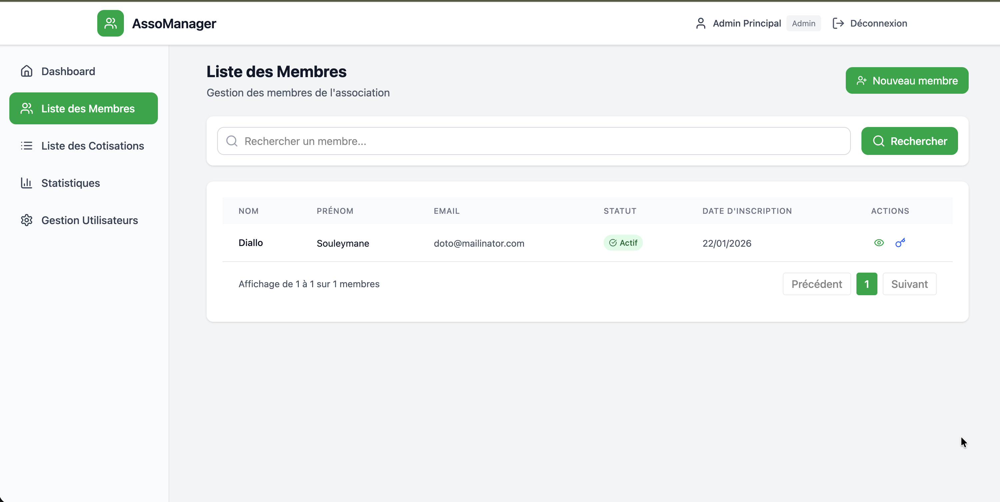 AssoManager
Admin Principal
Admin
Déconnexion
Dashboard
Liste des Membres
Liste des Cotisations
Statistiques
Gestion Utilisateurs
Liste des Membres
Gestion des membres de l'association
Nouveau membre
Rechercher un membre...
Rechercher
NOM PRÉNOM EMAIL STATUT DATE D'INSCRIPTION ACTIONS
Diallo Souleymane doto@mailinator.com Actif 22/01/2026
Affichage de 1 à 1 sur 1 membres
Précédent 1 Suivant